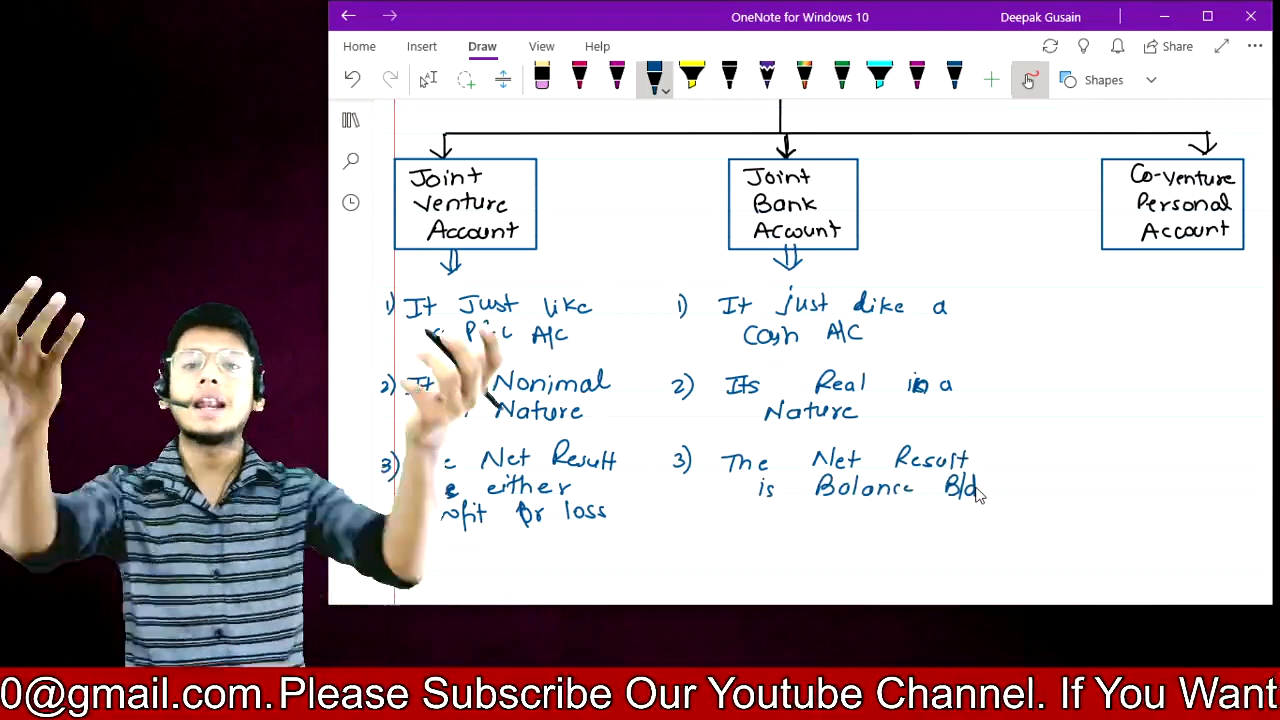 OneNote for Windows 10
Deepak Gusain
Home
Insert
Draw
View
Help
Share
Shapes
Joint
Venture
Account
Joint
Bank
Account
Co-venture
Personal
Account
1) It Just like
A/c
2) It Nonimal
Nature
3) Net Result
either
or loss
1) It just like a
Cash A/C
2) Its Real is a
Nature
3) The Net Result
is Balance B/d
0@gmail.com.Please Subscribe Our Youtube Channel. If You Want